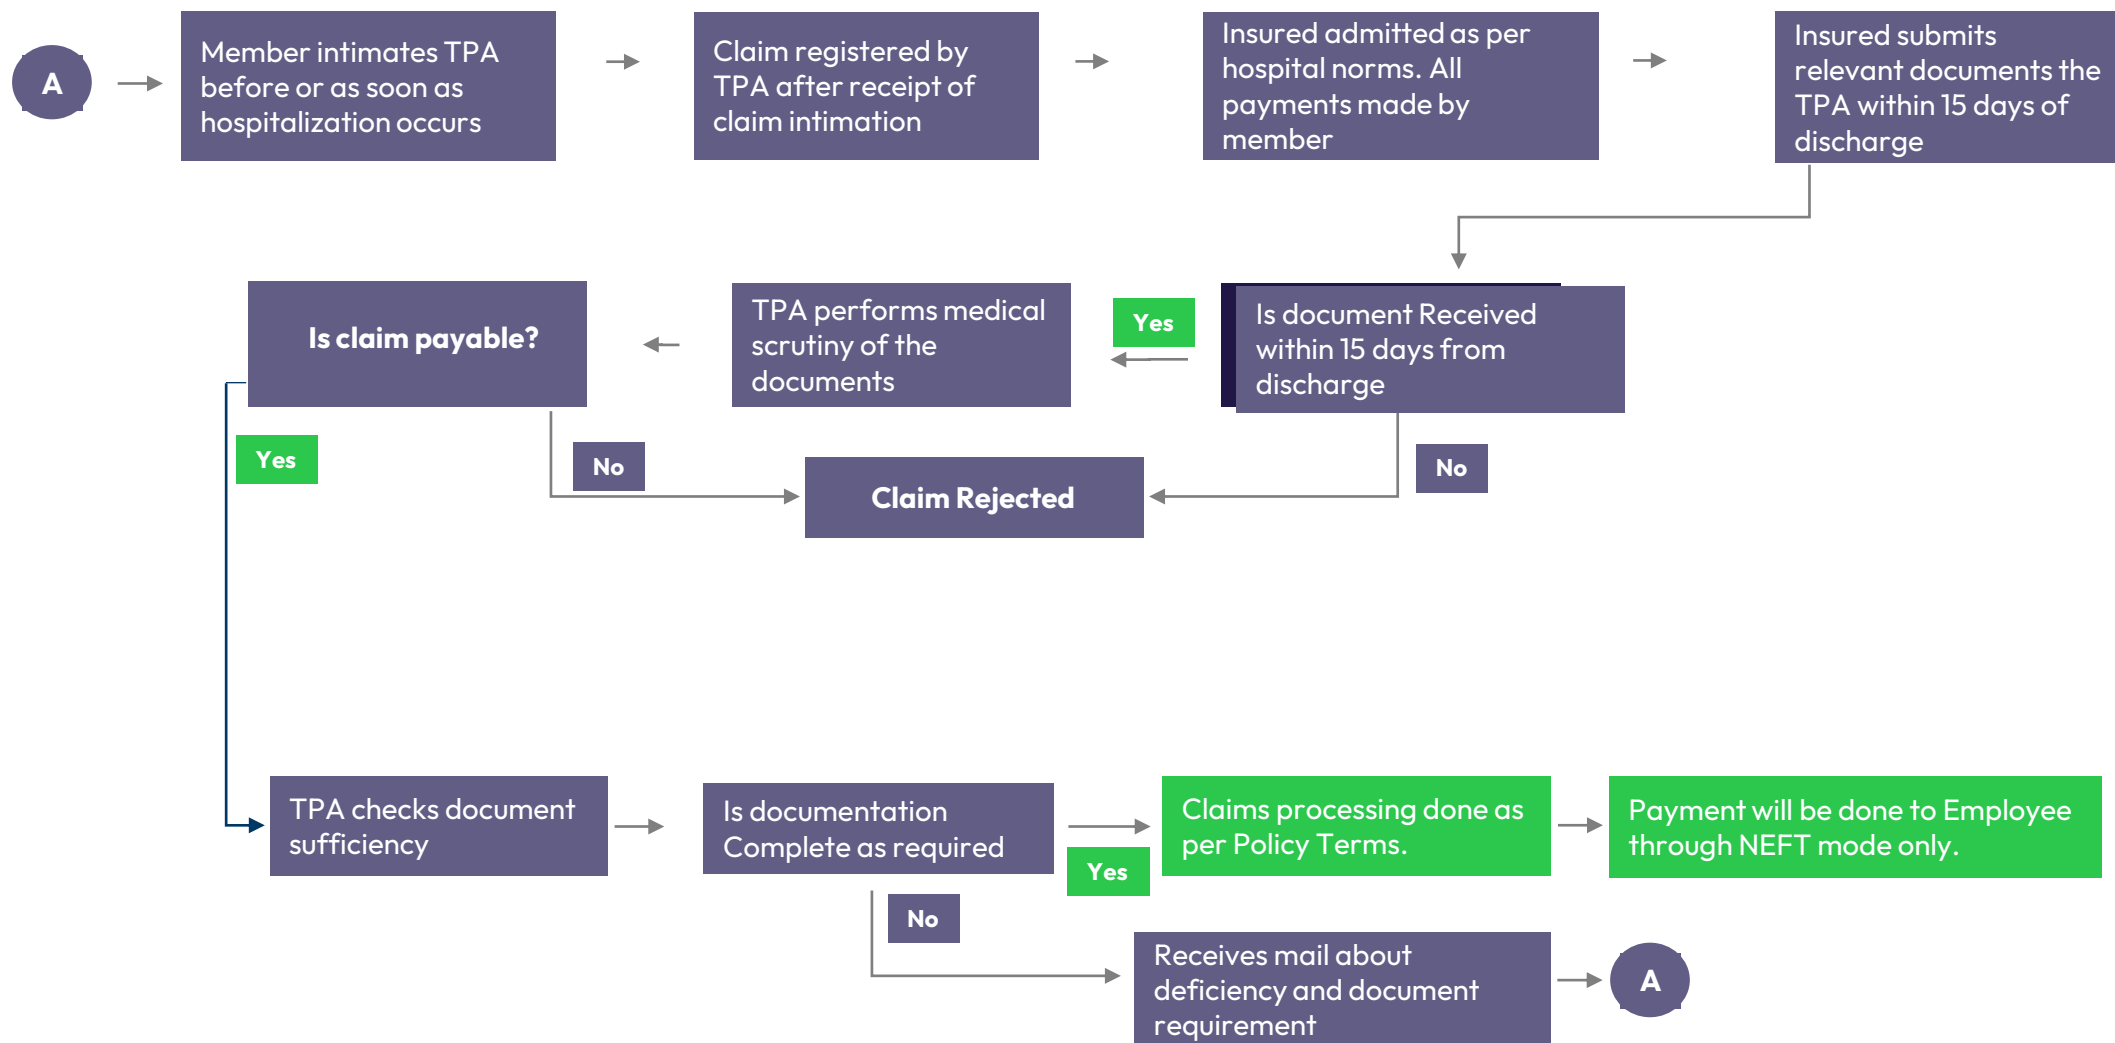 A
Member intimates TPA
before or as soon as
hospitalization occurs
Claim registered by
TPA after receipt of
claim intimation
Insured admitted as per
hospital norms. All
payments made by
member
Insured submits
relevant documents the
TPA within 15 days of
discharge
Is document Received
within 15 days from
discharge
Yes
TPA performs medical
scrutiny of the
documents
Is claim payable?
No
Claim Rejected
No
Yes
TPA checks document
sufficiency
Is documentation
Complete as required
Yes
Claims processing done as
per Policy Terms.
Payment will be done to Employee
through NEFT mode only.
No
Receives mail about
deficiency and document
requirement
A